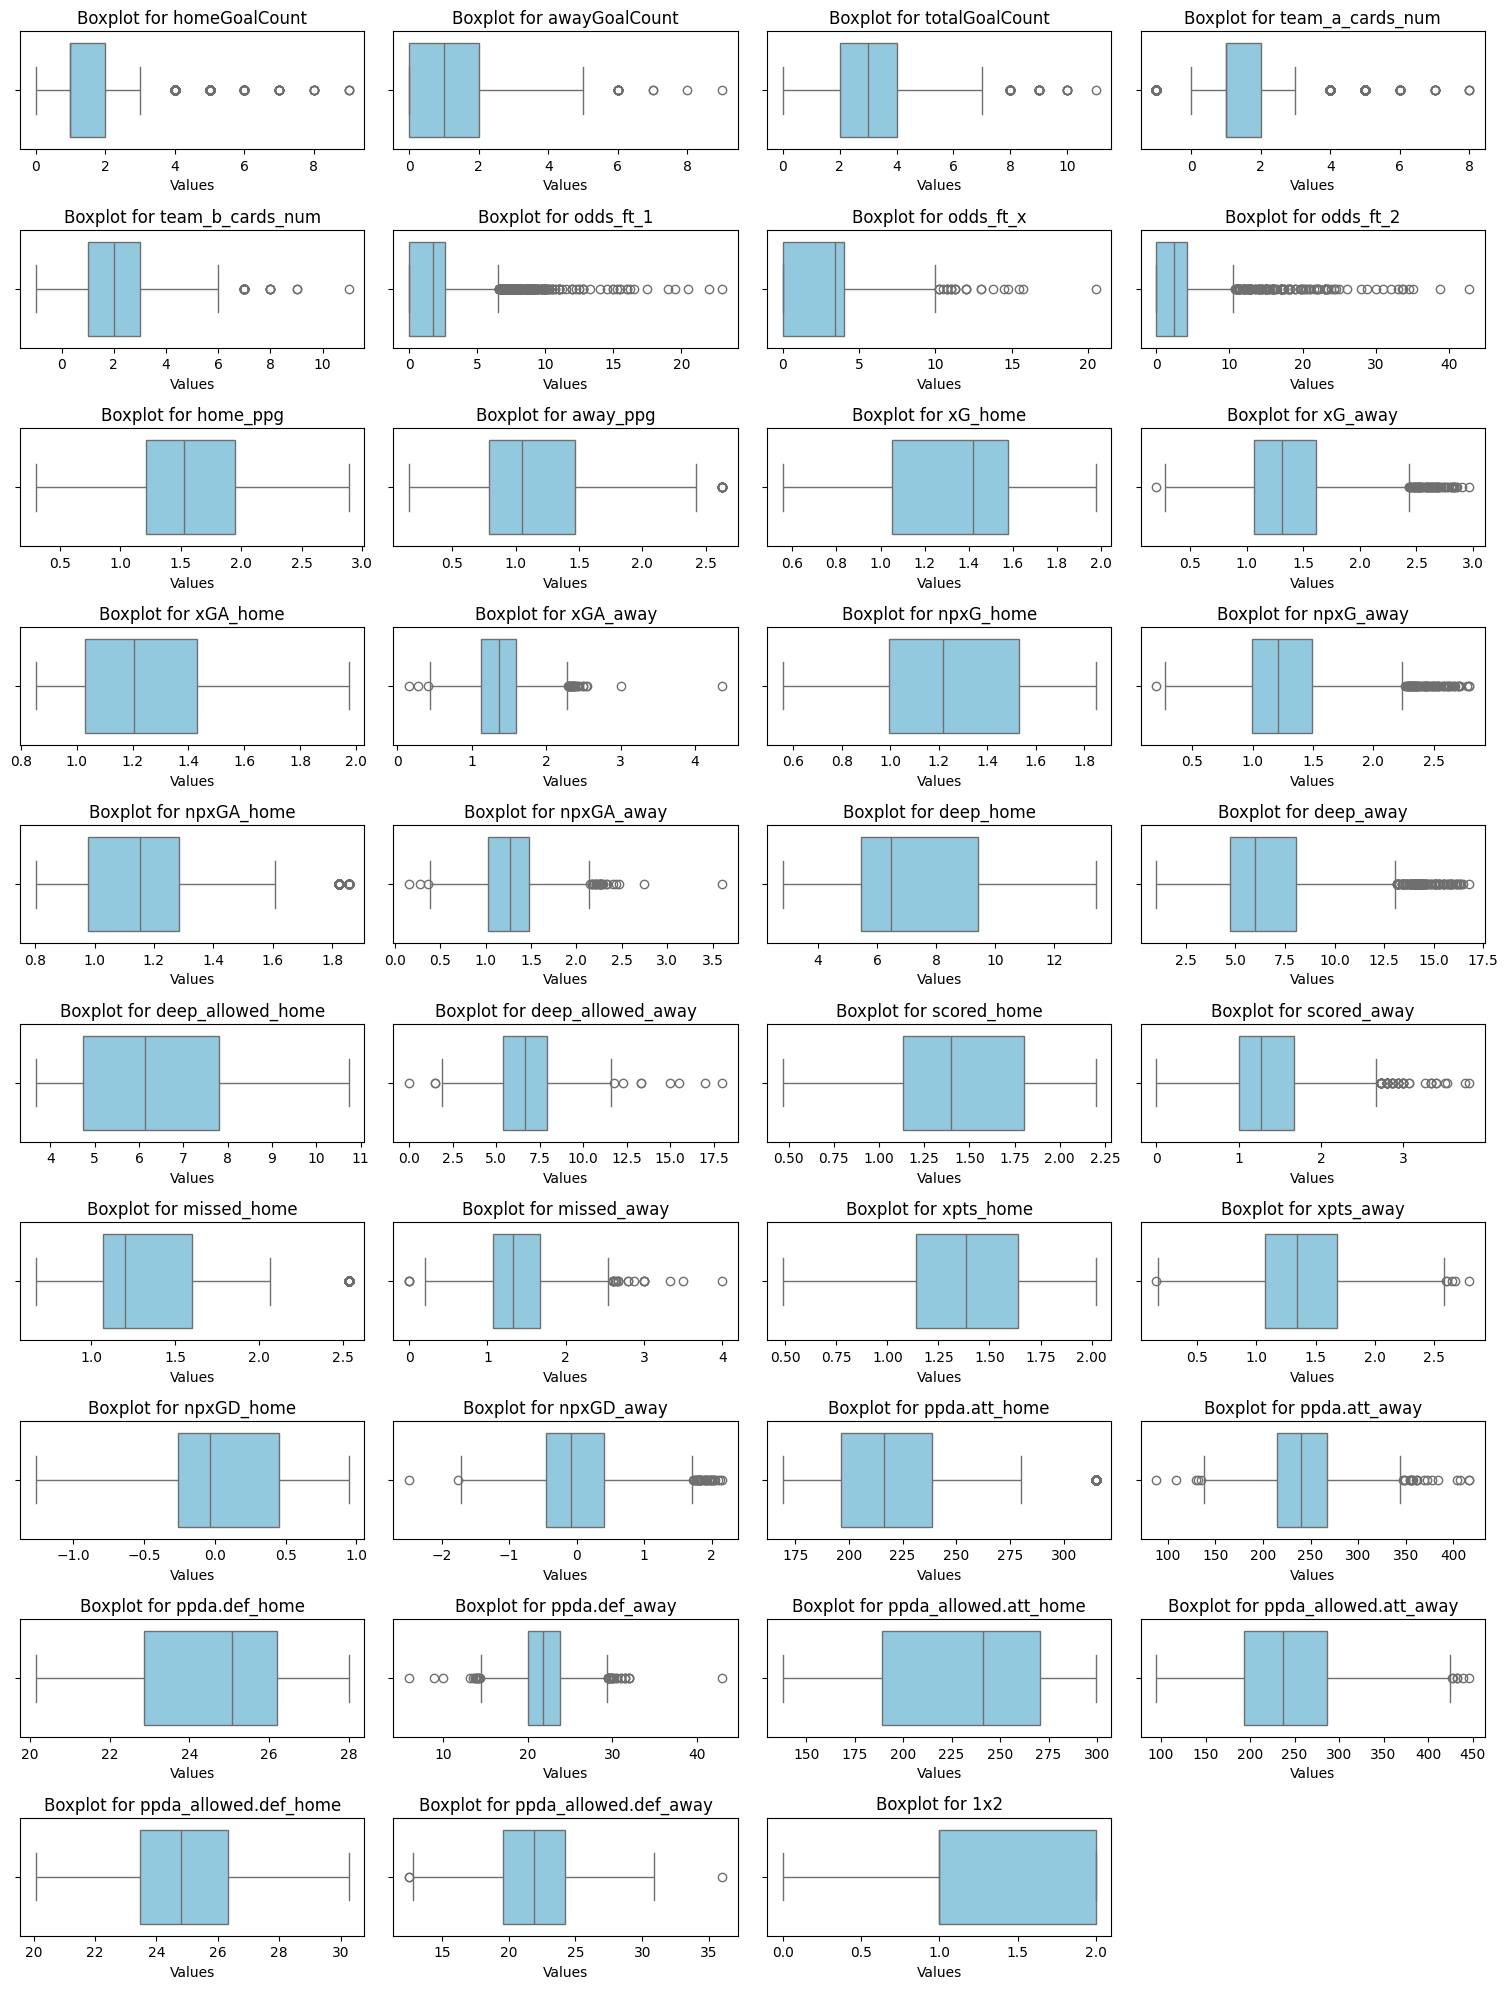 Boxplot for homeGoalCount Boxplot for awayGoalCount Boxplot for totalGoalCount Boxplot for team_a_cards_num
0 2 4 6 8 0 2 4 6 8 0 2 4 6 8 10 0 2 4 6 8
Values Values Values Values
Boxplot for team_b_cards_num Boxplot for odds_ft_1 Boxplot for odds_ft_x Boxplot for odds_ft_2
0 2 4 6 8 10 0 5 10 15 20 0 5 10 15 20 0 10 20 30 40
Values Values Values Values
Boxplot for home_ppg Boxplot for away_ppg Boxplot for xG_home Boxplot for xG_away
0.5 1.0 1.5 2.0 2.5 3.0 0.5 1.0 1.5 2.0 2.5 0.6 0.8 1.0 1.2 1.4 1.6 1.8 2.0 0.5 1.0 1.5 2.0 2.5 3.0
Values Values Values Values
Boxplot for xGA_home Boxplot for xGA_away Boxplot for npxG_home Boxplot for npxG_away
0.8 1.0 1.2 1.4 1.6 1.8 2.0 0 1 2 3 4 0.6 0.8 1.0 1.2 1.4 1.6 1.8 0.5 1.0 1.5 2.0 2.5
Values Values Values Values
Boxplot for npxGA_home Boxplot for npxGA_away Boxplot for deep_home Boxplot for deep_away
0.8 1.0 1.2 1.4 1.6 1.8 0.0 0.5 1.0 1.5 2.0 2.5 3.0 3.5 4 6 8 10 12 2.5 5.0 7.5 10.0 12.5 15.0 17.5
Values Values Values Values
Boxplot for deep_allowed_home Boxplot for deep_allowed_away Boxplot for scored_home Boxplot for scored_away
4 5 6 7 8 9 10 11 0.0 2.5 5.0 7.5 10.0 12.5 15.0 17.5 0.50 0.75 1.00 1.25 1.50 1.75 2.00 2.25 0 1 2 3
Values Values Values Values
Boxplot for missed_home Boxplot for missed_away Boxplot for xpts_home Boxplot for xpts_away
1.0 1.5 2.0 2.5 0 1 2 3 4 0.50 0.75 1.00 1.25 1.50 1.75 2.00 0.5 1.0 1.5 2.0 2.5
Values Values Values Values
Boxplot for npxGD_home Boxplot for npxGD_away Boxplot for ppda.att_home Boxplot for ppda.att_away
−1.0 −0.5 0.0 0.5 1.0 −2 −1 0 1 2 175 200 225 250 275 300 100 150 200 250 300 350 400
Values Values Values Values
Boxplot for ppda.def_home Boxplot for ppda.def_away Boxplot for ppda_allowed.att_home Boxplot for ppda_allowed.att_away
20 22 24 26 28 10 20 30 40 150 175 200 225 250 275 300 100 150 200 250 300 350 400 450
Values Values Values Values
Boxplot for ppda_allowed.def_home Boxplot for ppda_allowed.def_away Boxplot for 1x2
20 22 24 26 28 30 15 20 25 30 35 0.0 0.5 1.0 1.5 2.0
Values Values Values